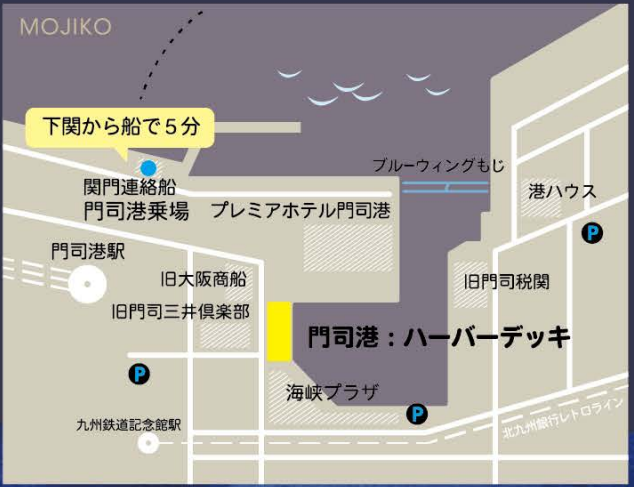 MOJIKO
下関から船で5分
ブルーウィングもじ
関門連絡船
門司港乗場
プレミアホテル門司港
港ハウス
P
門司港駅
旧大阪商船
旧門司税関
旧門司三井倶楽部
門司港：ハーバーデッキ
P
海峡プラザ
P
九州鉄道記念館駅
北九州銀行レトロライン